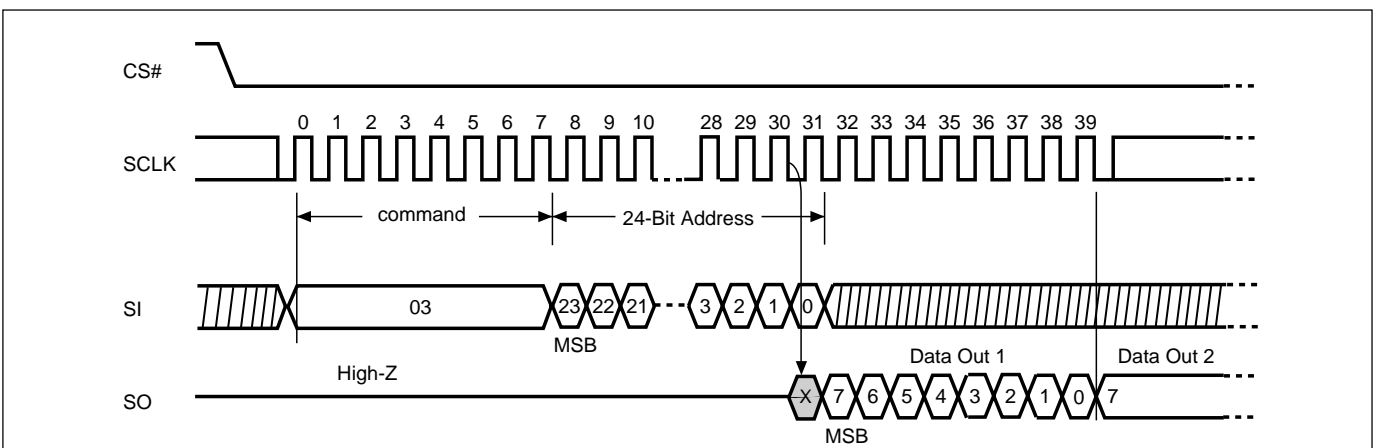 CS#
0 1 2 3 4 5 6 7 8 9 10 28 29 30 31 32 33 34 35 36 37 38 39
SCLK
command 24-Bit Address
SI 03 23 22 21 3 2 1 0
MSB
Data Out 1 Data Out 2
High-Z
SO X 7 6 5 4 3 2 1 0 7
MSB